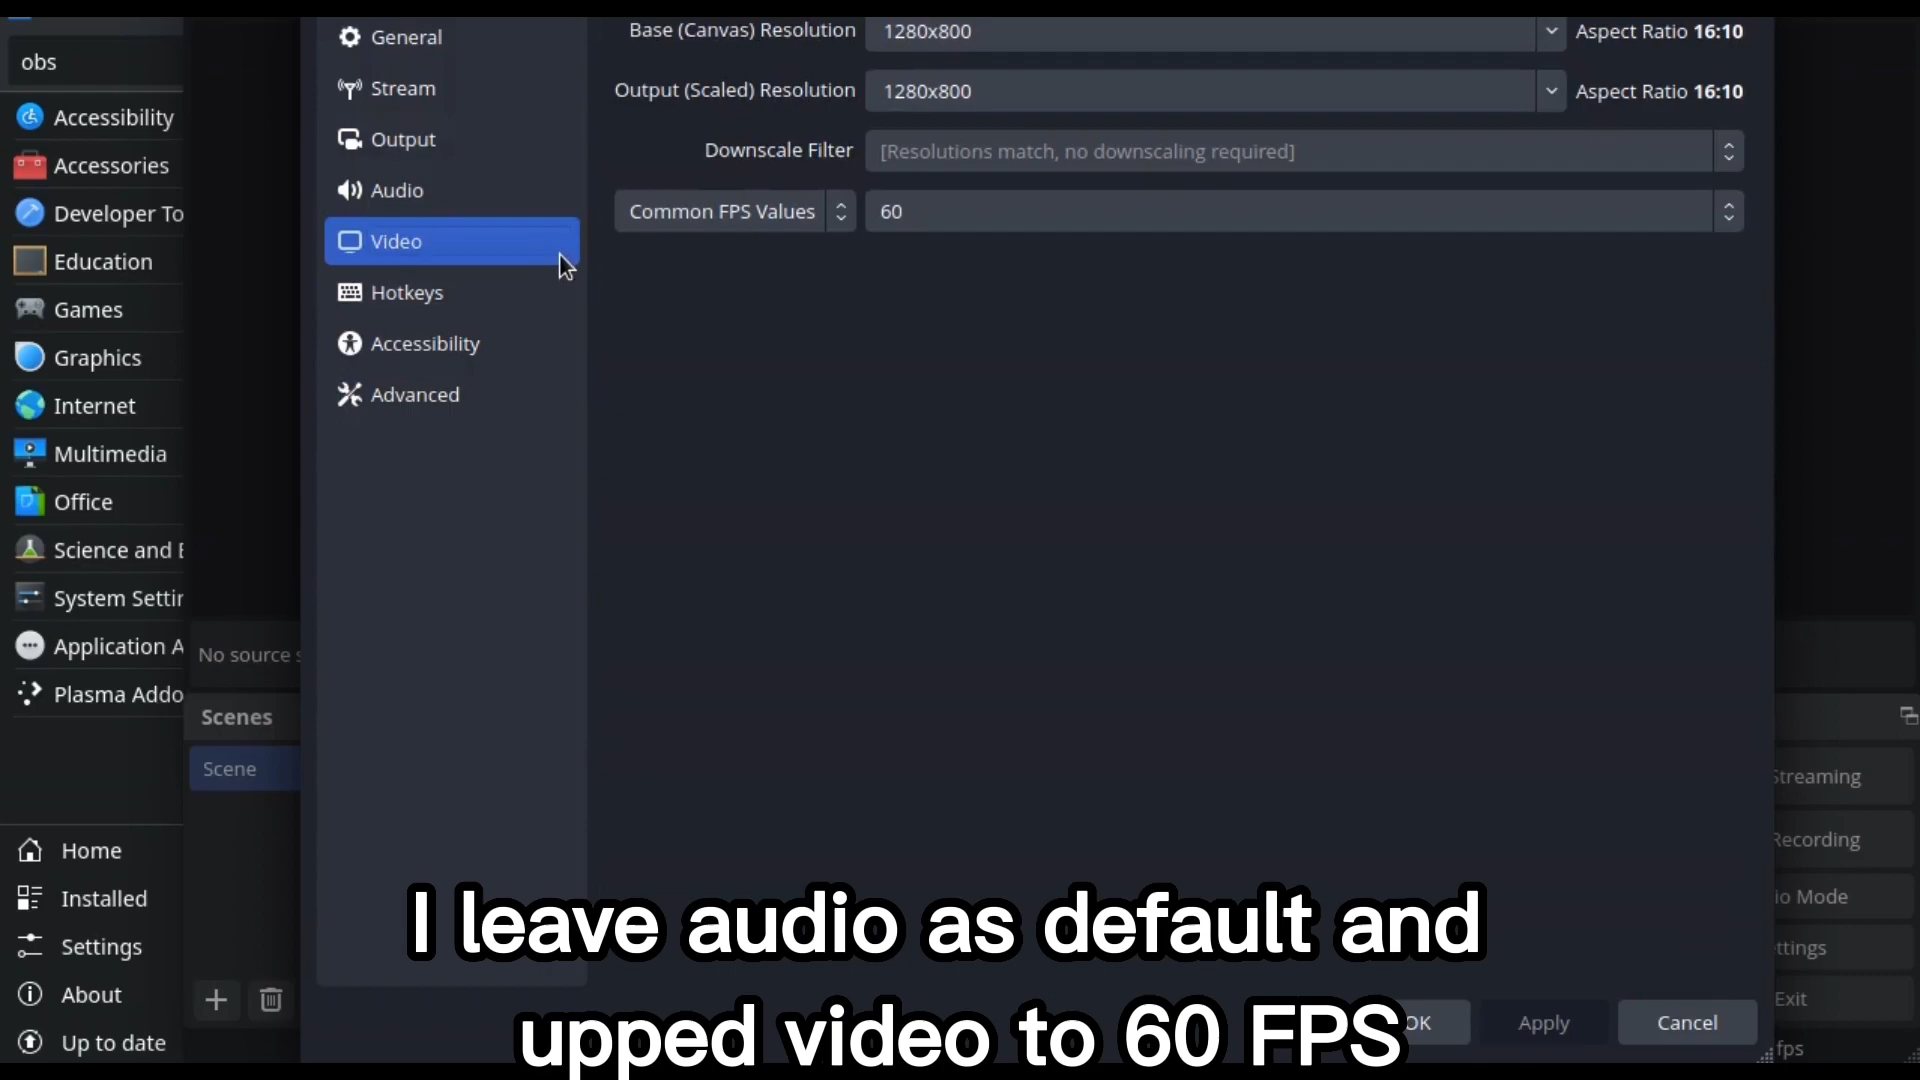 obs
Accessibility
Accessories
Developer To
Education
Games
Graphics
Internet
Multimedia
Office
Science and E
System Settin
Application A
Plasma Addo
Home
Installed
Settings
About
Up to date
No source s
Scenes
Scene
General
Stream
Output
Audio
Video
Hotkeys
Accessibility
Advanced
Base (Canvas) Resolution 1280x800 Aspect Ratio 16:10
Output (Scaled) Resolution 1280x800 Aspect Ratio 16:10
Downscale Filter [Resolutions match, no downscaling required]
Common FPS Values 60
Streaming
Recording
io Mode
ttings
Exit
fps
OK Apply Cancel
I leave audio as default and
upped video to 60 FPS